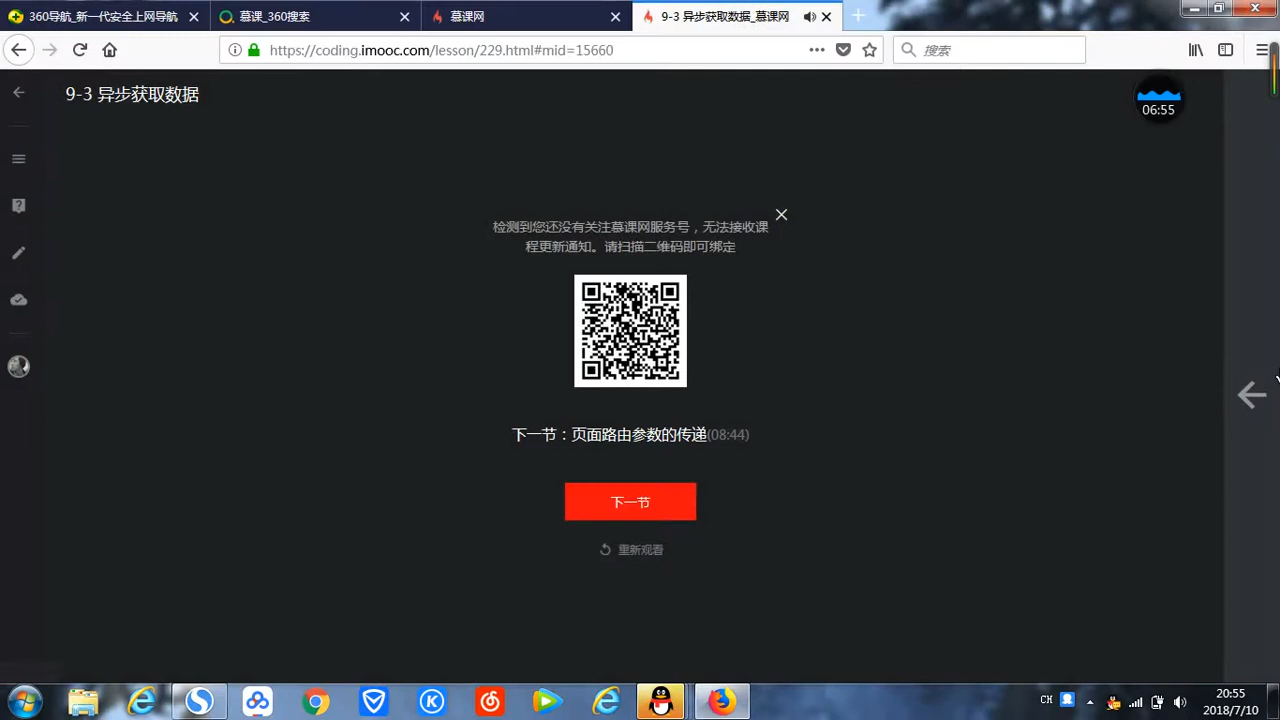 360导航_新一代安全上网导航
慕课_360搜索
慕课网
9-3 异步获取数据_慕课网
https://coding.imooc.com/lesson/229.html#mid=15660
搜索
9-3 异步获取数据
06:55
检测到您还没有关注慕课网服务号，无法接收课
程更新通知。请扫描二维码即可绑定
下一节：页面路由参数的传递(08:44)
下一节
重新观看
CH
20:55
2018/7/10